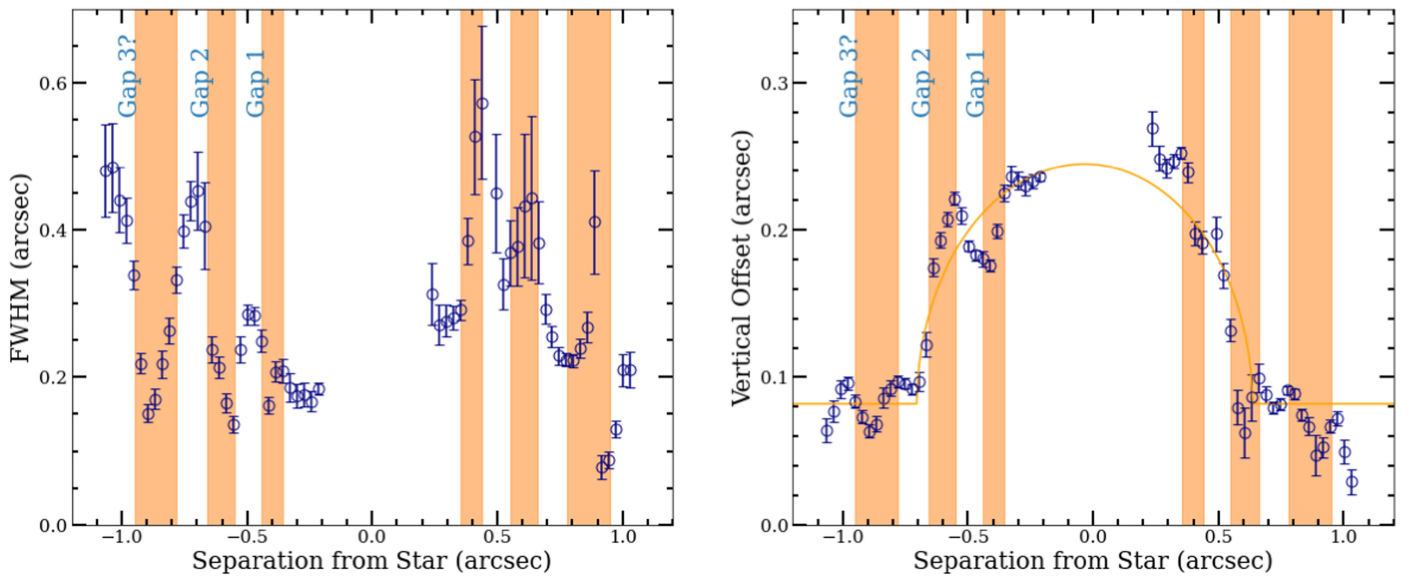 Gap 3?
Gap 2
Gap 1
0.6
0.4
0.2
0.0
FWHM (arcsec)
−1.0 −0.5 0.0 0.5 1.0
Separation from Star (arcsec)
Gap 3?
Gap 2
Gap 1
0.3
0.2
0.1
0.0
Vertical Offset (arcsec)
−1.0 −0.5 0.0 0.5 1.0
Separation from Star (arcsec)